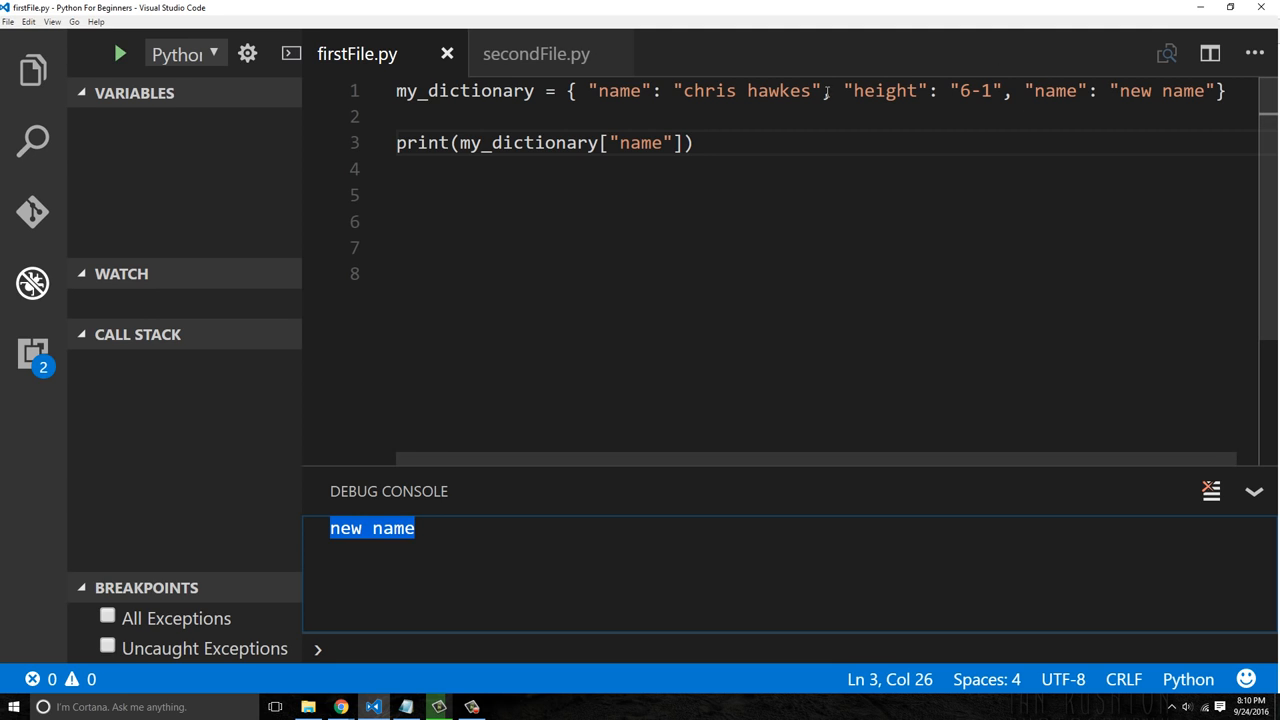 firstFile.py - Python For Beginners - Visual Studio Code
File Edit View Go Help
Python
firstFile.py
secondFile.py
VARIABLES
WATCH
CALL STACK
BREAKPOINTS
All Exceptions
Uncaught Exceptions
2
1 my_dictionary = { "name": "chris hawkes", "height": "6-1", "name": "new name"}
2
3 print(my_dictionary["name"])
4
5
6
7
8
DEBUG CONSOLE
new name
0 0
Ln 3, Col 26 Spaces: 4 UTF-8 CRLF Python
I'm Cortana. Ask me anything.
8:10 PM
9/24/2016